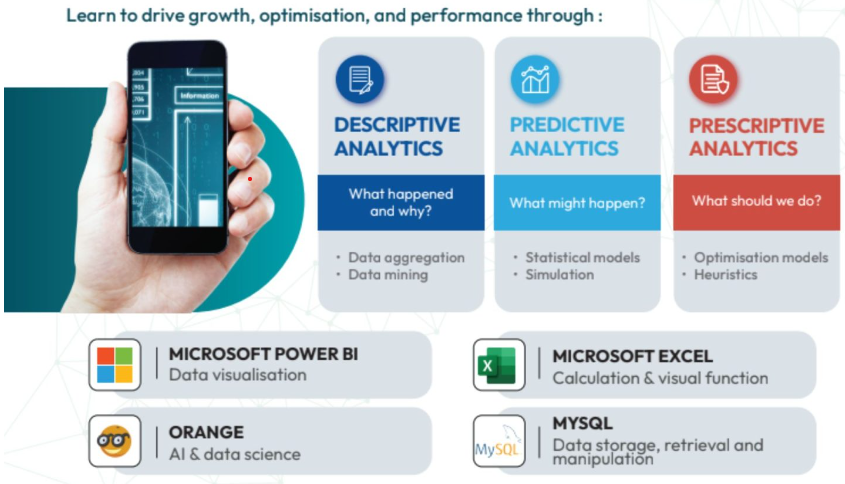 Learn to drive growth, optimisation, and performance through :
Information
DESCRIPTIVE
ANALYTICS
What happened
and why?
• Data aggregation
• Data mining
PREDICTIVE
ANALYTICS
What might happen?
• Statistical models
• Simulation
PRESCRIPTIVE
ANALYTICS
What should we do?
• Optimisation models
• Heuristics
MICROSOFT POWER BI
Data visualisation
X
MICROSOFT EXCEL
Calculation & visual function
ORANGE
AI & data science
MySQL
MYSQL
Data storage, retrieval and
manipulation